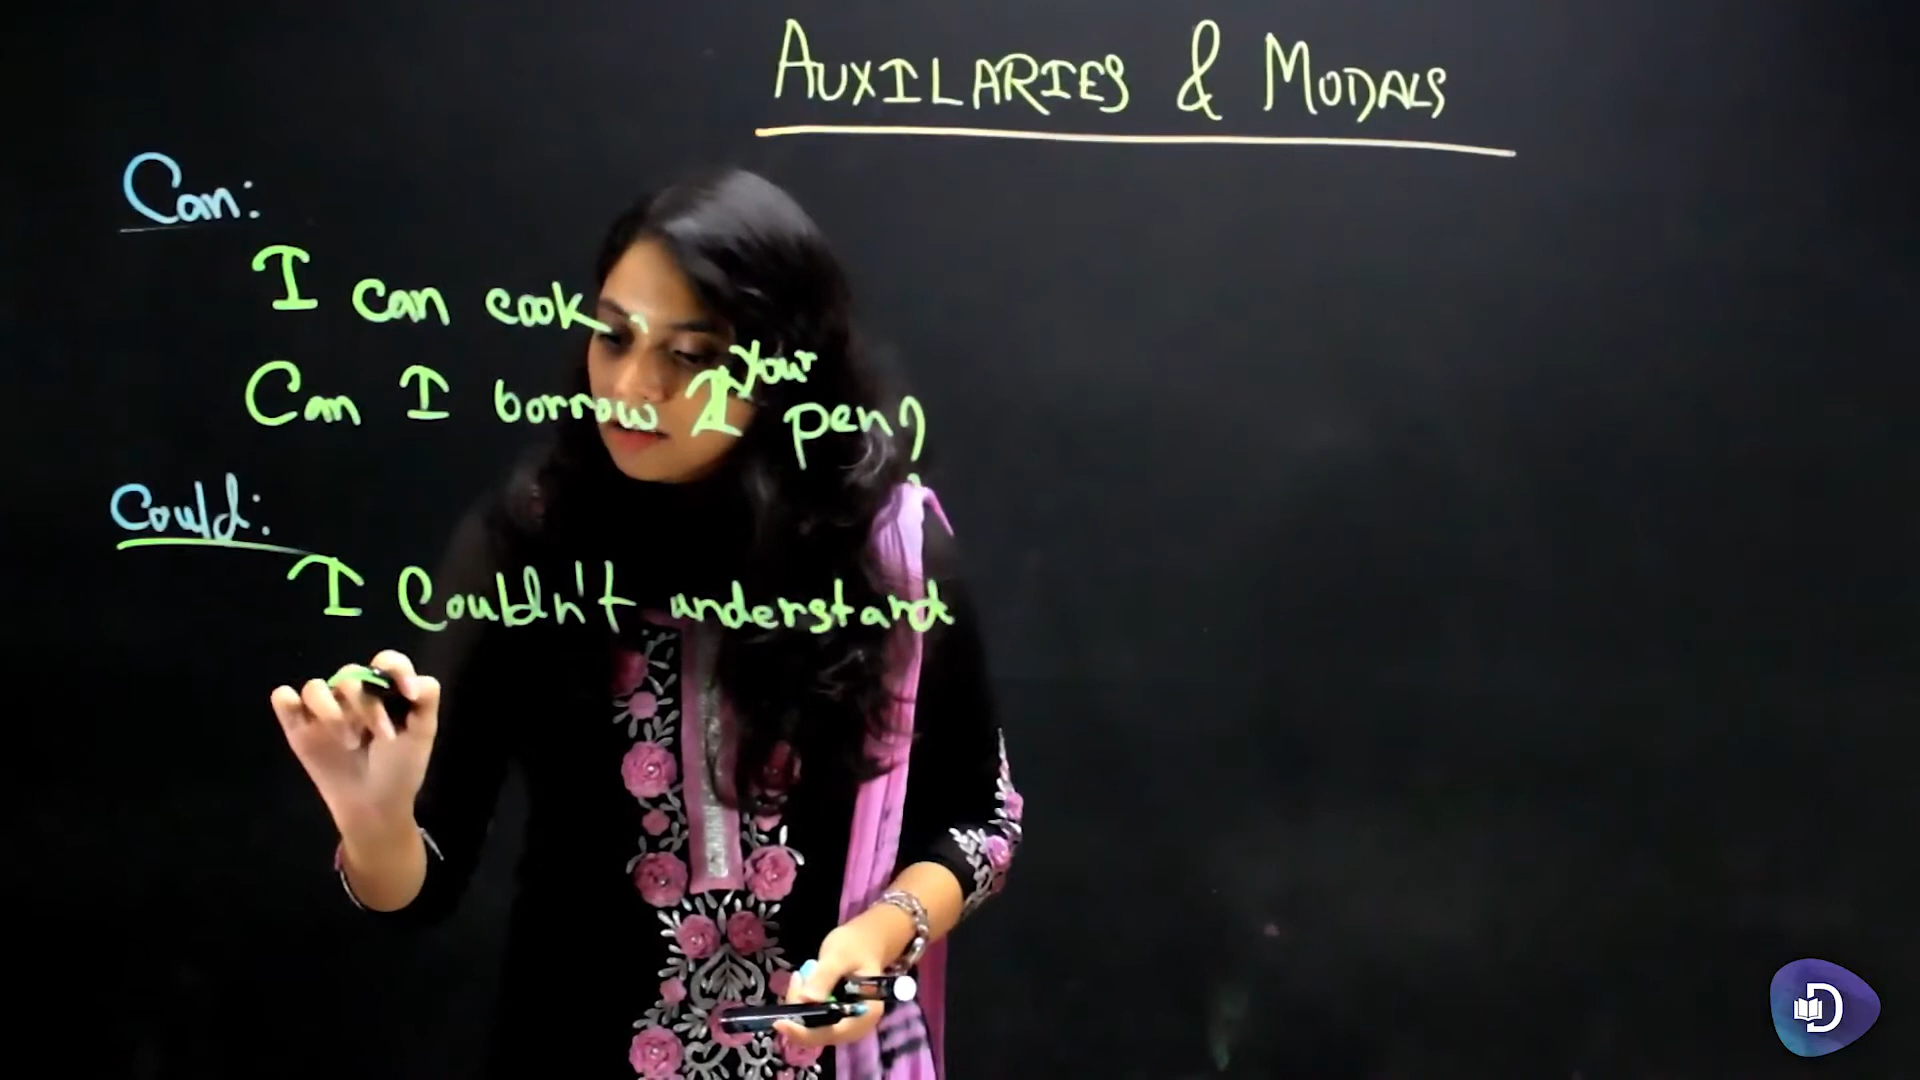 AUXILARIES & MODALS
Can:
I can cook.
Can I borrow your pen?
Could:
I Couldn't understand